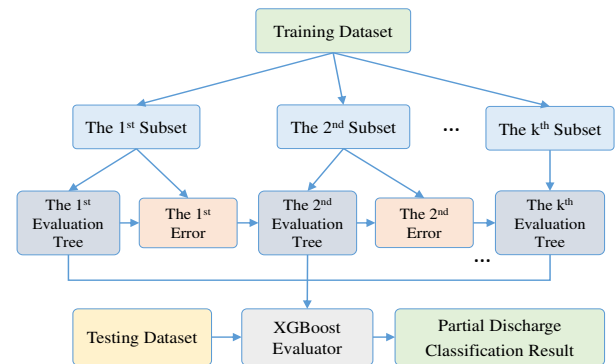 Training Dataset
The 1st Subset
The 2nd Subset
...
The kth Subset
The 1st
Evaluation
Tree
The 1st
Error
The 2nd
Evaluation
Tree
The 2nd
Error
The kth
Evaluation
Tree
...
Testing Dataset
XGBoost
Evaluator
Partial Discharge
Classification Result